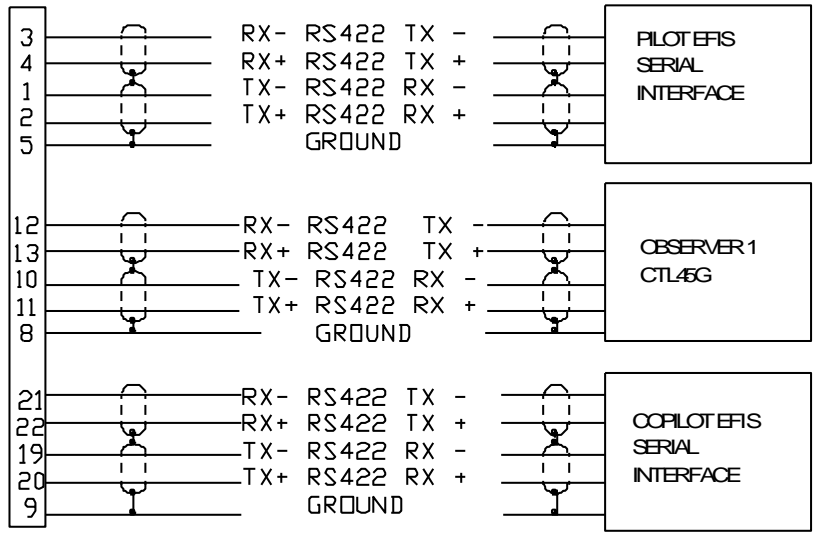 3 RX- RS422 TX - PILOT EFIS
4 RX+ RS422 TX + SERIAL
1 TX- RS422 RX - INTERFACE
2 TX+ RS422 RX +
5 GROUND
12 RX- RS422 TX -
13 RX+ RS422 TX + OBSERVER 1
10 TX- RS422 RX - CTL45G
11 TX+ RS422 RX +
8 GROUND
21 RX- RS422 TX -
22 RX+ RS422 TX + COPILOT EFIS
19 TX- RS422 RX - SERIAL
20 TX+ RS422 RX + INTERFACE
9 GROUND